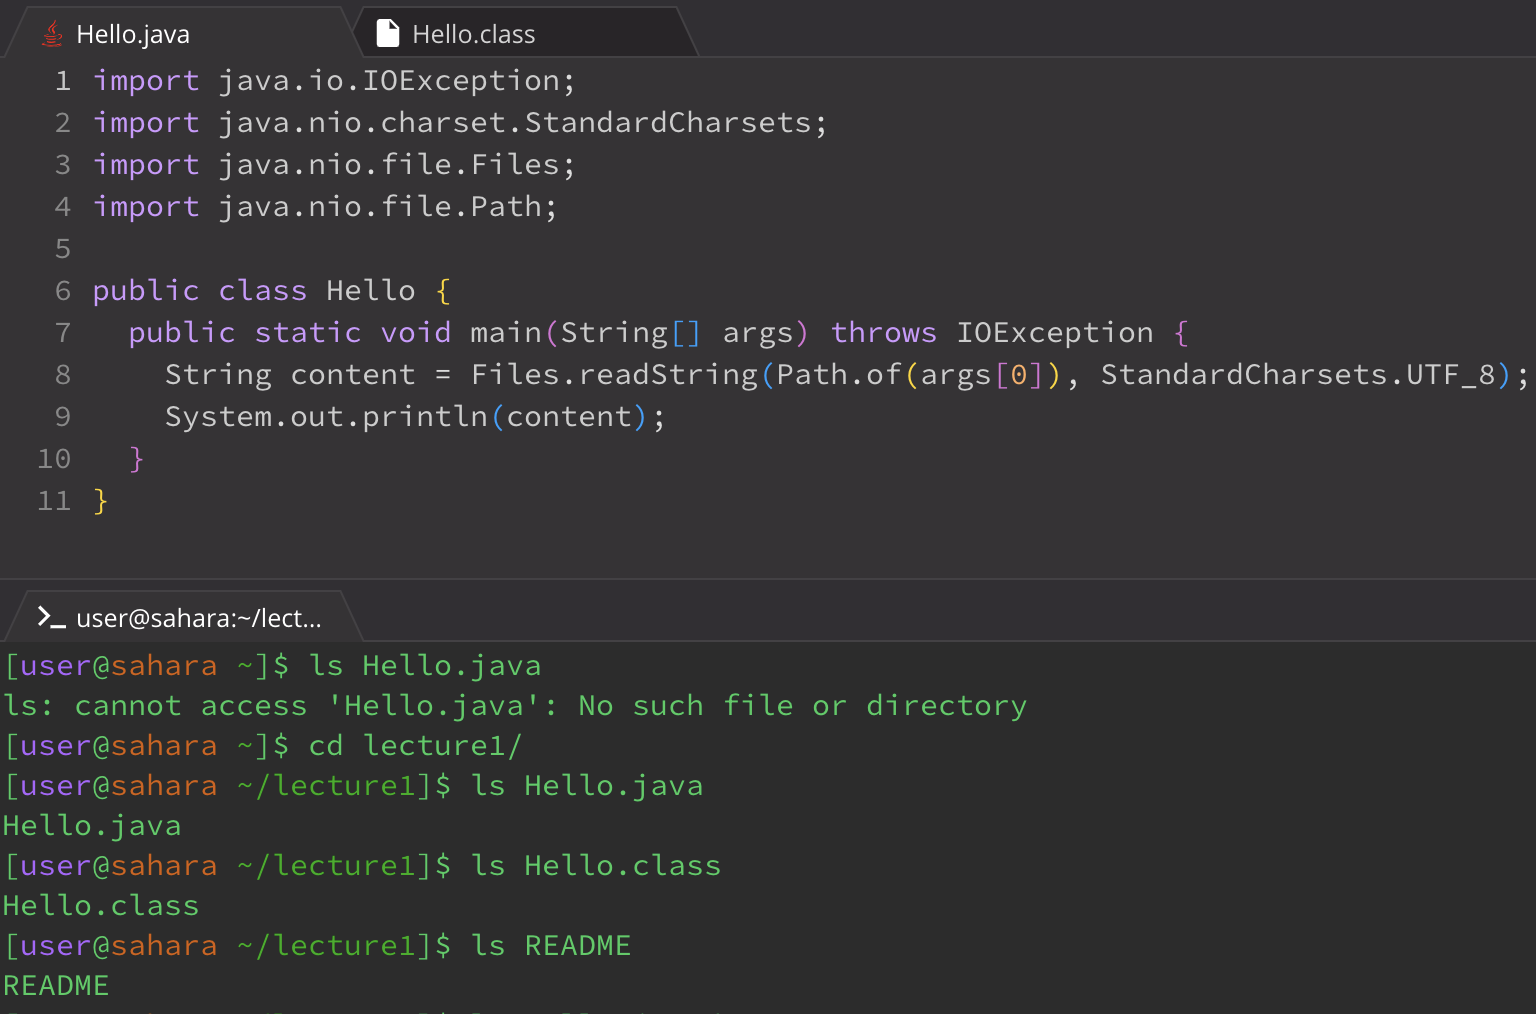 Hello.java
Hello.class
1 import java.io.IOException;
2 import java.nio.charset.StandardCharsets;
3 import java.nio.file.Files;
4 import java.nio.file.Path;
5
6 public class Hello {
7   public static void main(String[] args) throws IOException {
8     String content = Files.readString(Path.of(args[0]), StandardCharsets.UTF_8);
9     System.out.println(content);
10   }
11 }
>_ user@sahara:~/lect...
[user@sahara ~]$ ls Hello.java
ls: cannot access 'Hello.java': No such file or directory
[user@sahara ~]$ cd lecture1/
[user@sahara ~/lecture1]$ ls Hello.java
Hello.java
[user@sahara ~/lecture1]$ ls Hello.class
Hello.class
[user@sahara ~/lecture1]$ ls README
README